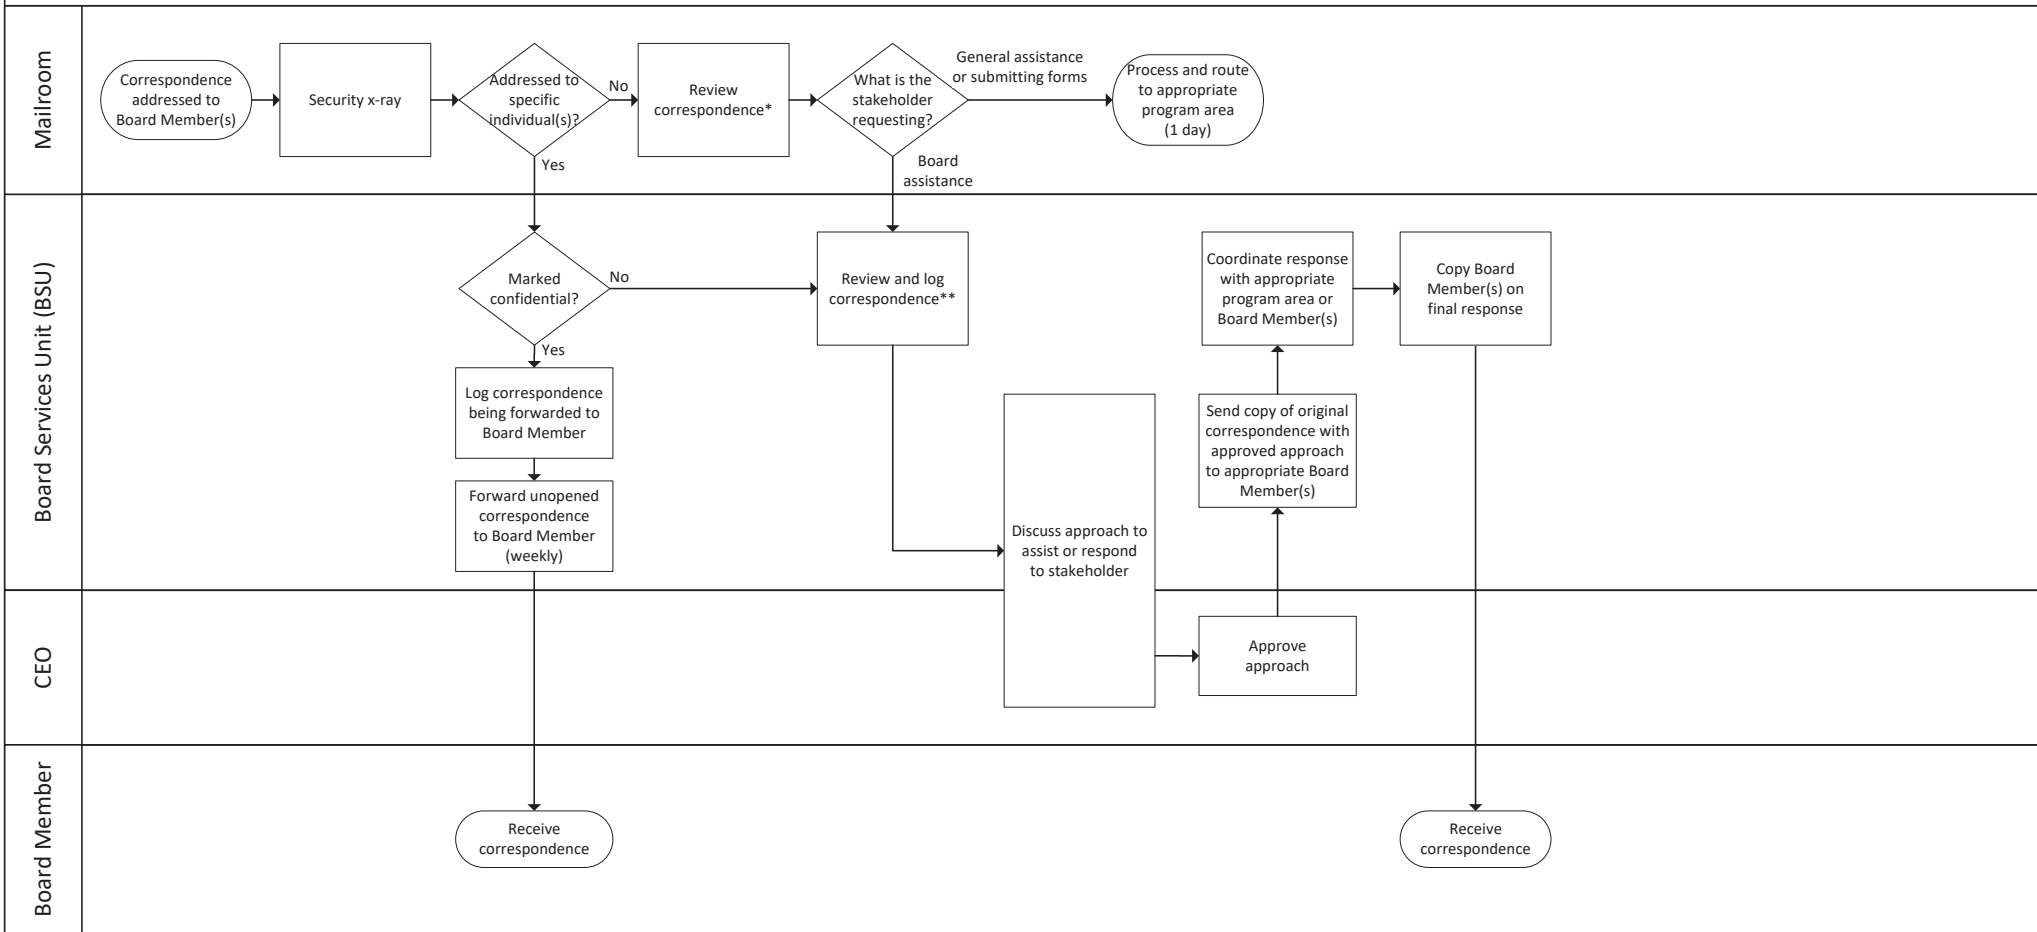 Mailroom
Correspondence
addressed to
Board Member(s)
Security x-ray
Addressed to
specific
individual(s)?
No
Yes
Review
correspondence*
What is the
stakeholder
requesting?
General assistance
or submitting forms
Board
assistance
Process and route
to appropriate
program area
(1 day)
Board Services Unit (BSU)
Marked
confidential?
No
Yes
Log correspondence
being forwarded to
Board Member
Forward unopened
correspondence
to Board Member
(weekly)
Review and log
correspondence**
Discuss approach to
assist or respond
to stakeholder
Coordinate response
with appropriate
program area or
Board Member(s)
Copy Board
Member(s) on
final response
Send copy of original
correspondence with
approved approach
to appropriate Board
Member(s)
CEO
Approve
approach
Board Member
Receive
correspondence
Receive
correspondence